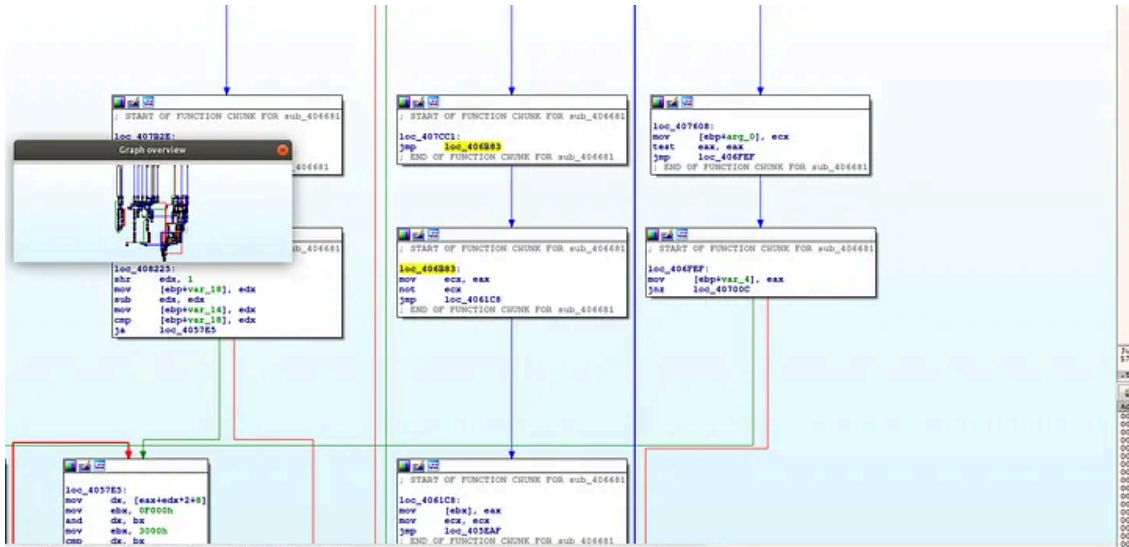 ; START OF FUNCTION CHUNK FOR sub_406681
loc_407B2E:
Graph overview
406681
406681
loc_408225:
shr edx, 1
mov [ebp+var_18], edx
sub edx, edx
mov [ebp+var_14], edx
cmp [ebp+var_18], edx
ja loc_4057E5
loc_4057E5:
mov dx, [eax+edx*2+8]
mov ebx, 0F000h
and dx, bx
mov ebx, 3000h
cmp dx, bx
; START OF FUNCTION CHUNK FOR sub_406681
loc_407CC1:
jmp loc_406B83
; END OF FUNCTION CHUNK FOR sub_406681
; START OF FUNCTION CHUNK FOR sub_406681
loc_406B83:
mov ecx, eax
not ecx
jmp loc_4061C8
; END OF FUNCTION CHUNK FOR sub_406681
; START OF FUNCTION CHUNK FOR sub_406681
loc_4061C8:
mov [ebx], eax
mov ecx, ecx
jmp loc_405EAF
; END OF FUNCTION CHUNK FOR sub_406681
loc_407608:
mov [ebp+arg_0], ecx
test eax, eax
jmp loc_406FEF
; END OF FUNCTION CHUNK FOR sub_406681
; START OF FUNCTION CHUNK FOR sub_406681
loc_406FEF:
mov [ebp+var_4], eax
jnz loc_40700C